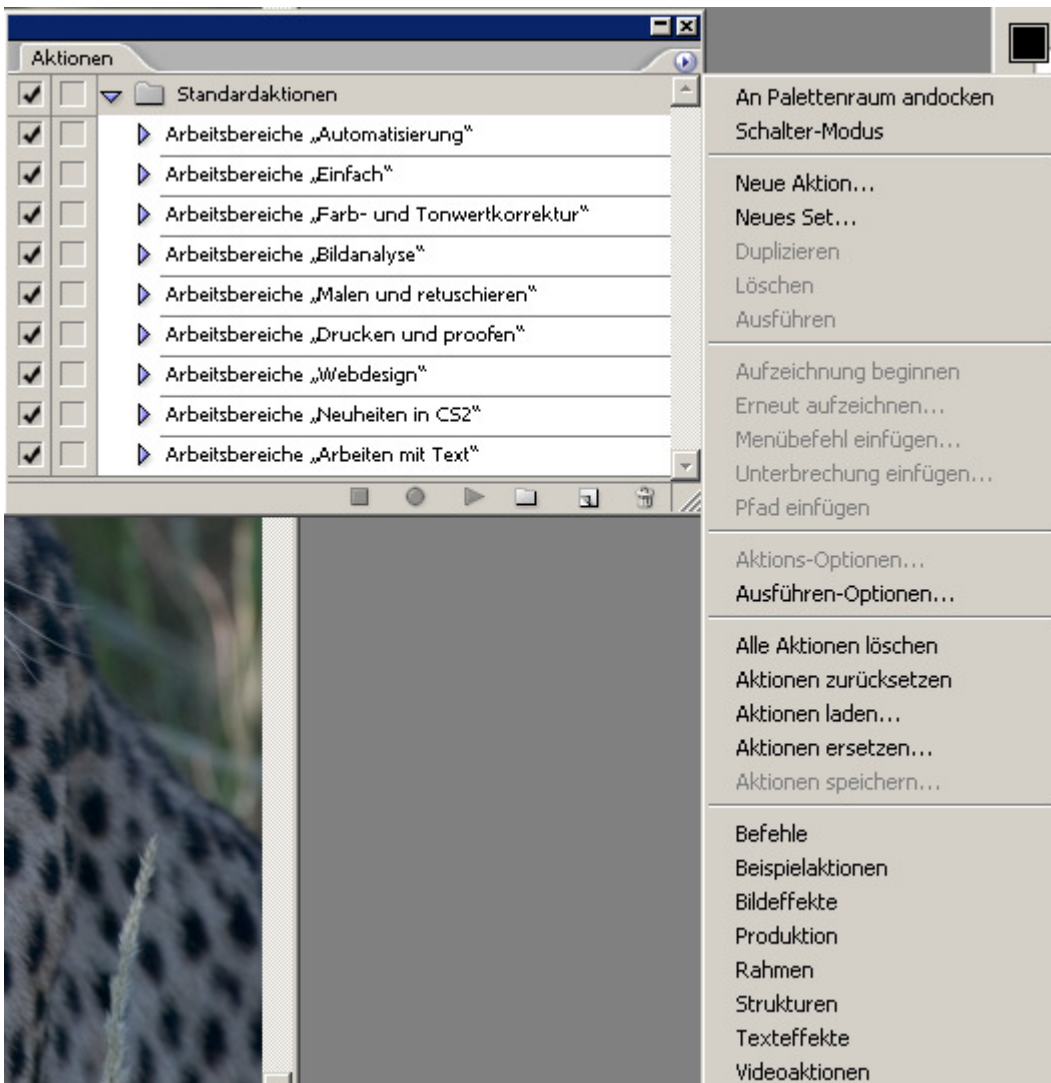 Aktionen
Standardaktionen
Arbeitsbereiche „Automatisierung“
Arbeitsbereiche „Einfach“
Arbeitsbereiche „Farb- und Tonwertkorrektur“
Arbeitsbereiche „Bildanalyse“
Arbeitsbereiche „Malen und retuschieren“
Arbeitsbereiche „Drucken und proofen“
Arbeitsbereiche „Webdesign“
Arbeitsbereiche „Neuheiten in CS2“
Arbeitsbereiche „Arbeiten mit Text“
An Palettenraum andocken
Schalter-Modus
Neue Aktion...
Neues Set...
Duplizieren
Löschen
Ausführen
Aufzeichnung beginnen
Erneut aufzeichnen...
Menübefehl einfügen...
Unterbrechung einfügen...
Pfad einfügen
Aktions-Optionen...
Ausführen-Optionen...
Alle Aktionen löschen
Aktionen zurücksetzen
Aktionen laden...
Aktionen ersetzen...
Aktionen speichern...
Befehle
Beispielaktionen
Bildeffekte
Produktion
Rahmen
Strukturen
Texteffekte
Videoaktionen